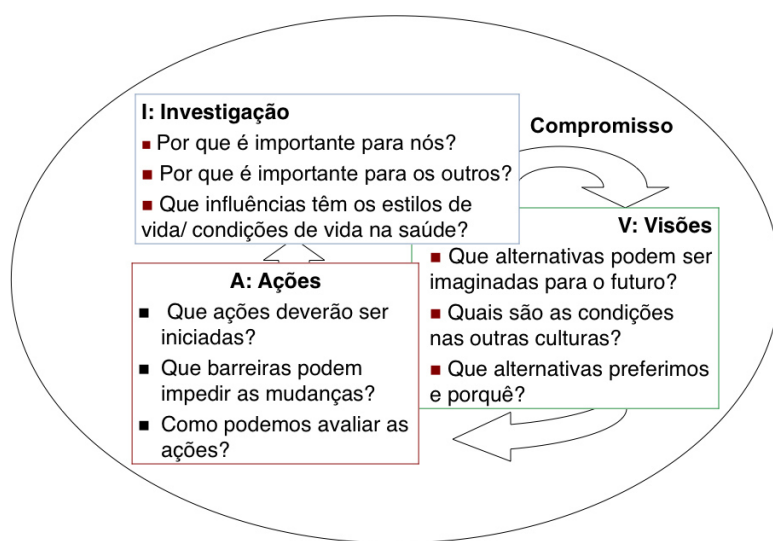 I: Investigação
■ Por que é importante para nós?
■ Por que é importante para os outros?
■ Que influências têm os estilos de
vida/ condições de vida na saúde?
Compromisso
V: Visões
■ Que alternativas podem ser
imaginadas para o futuro?
■ Quais são as condições
nas outras culturas?
■ Que alternativas preferimos
e porquê?
A: Ações
■ Que ações deverão ser
iniciadas?
■ Que barreiras podem
impedir as mudanças?
■ Como podemos avaliar as
ações?